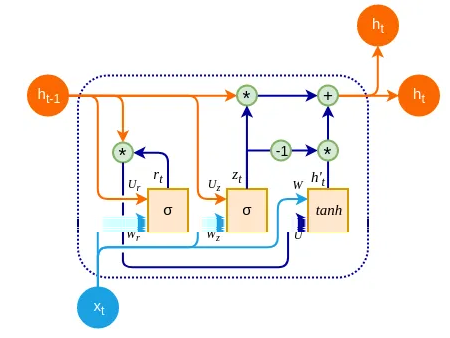 h_t
h_{t-1}
*
+
h_t
*
-1
*
r_t
z_t
h'_t
U_r
U_z
W
σ
σ
tanh
W_r
W_z
U
x_t